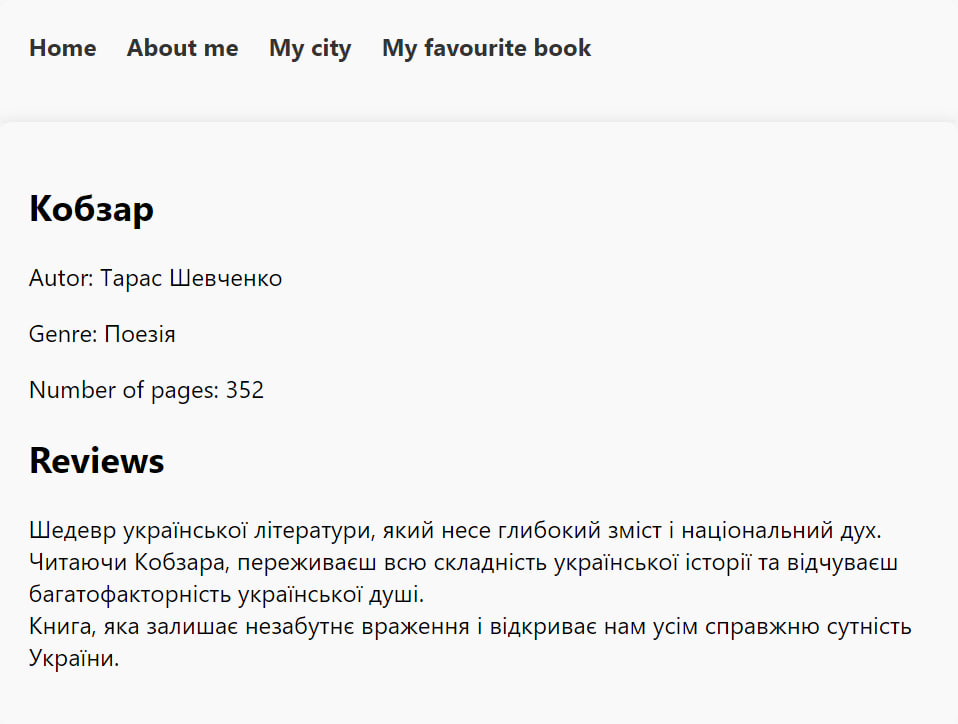 Home About me My city My favourite book
Кобзар
Autor: Тарас Шевченко
Genre: Поезія
Number of pages: 352
Reviews
Шедевр української літератури, який несе глибокий зміст і національний дух.
Читаючи Кобзара, переживаєш всю складність української історії та відчуваєш
багатофакторність української душі.
Книга, яка залишає незабутнє враження і відкриває нам усім справжню сутність
України.